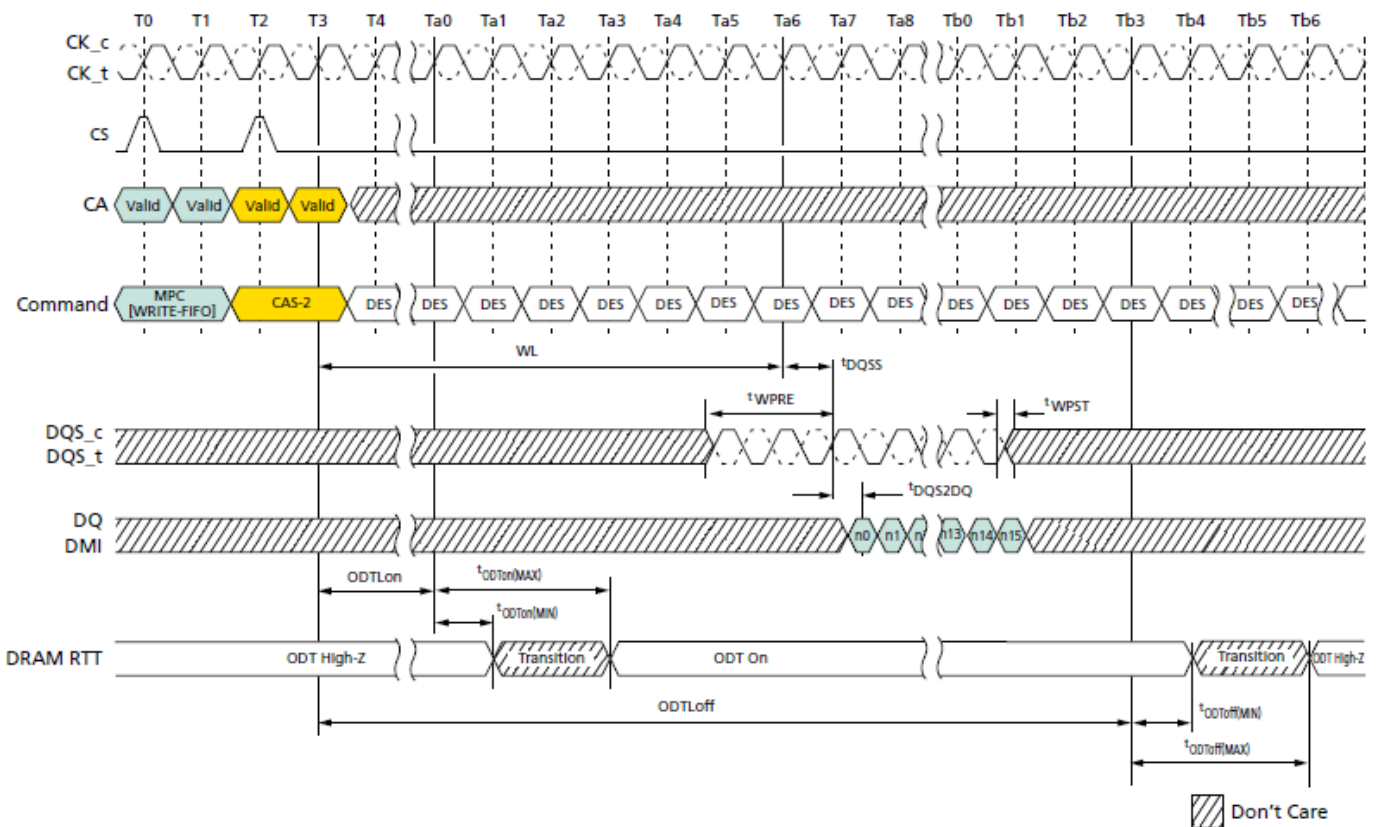 T0 T1 T2 T3 T4 Ta0 Ta1 Ta2 Ta3 Ta4 Ta5 Ta6 Ta7 Ta8 Tb0 Tb1 Tb2 Tb3 Tb4 Tb5 Tb6
CK_c
CK_t
CS
CA Valid Valid Valid Valid
Command MPC [WRITE-FIFO] CAS-2 DES DES DES DES DES DES DES DES DES DES DES DES DES DES DES DES DES
WL
tDQSS
tWPRE
tWPST
DQS_c
DQS_t
tDQS2DQ
DQ
DMI
n0 n1 n n13 n14 n15
ODTLon
tODTon(MAX)
tODTon(MIN)
DRAM RTT ODT High-Z Transition ODT On Transition ODT High-Z
ODTLoff
tODToff(MIN)
tODToff(MAX)
Don't Care